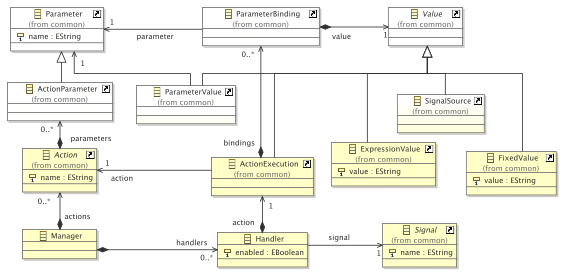 Parameter
(from common)
name : EString
1
parameter
ParameterBinding
(from common)
value
1
Value
(from common)
0..*
1
ActionParameter
(from common)
ParameterValue
(from common)
SignalSource
(from common)
0..*
parameters
bindings
Action
(from common)
name : EString
1
action
ActionExecution
(from common)
ExpressionValue
(from common)
value : EString
FixedValue
(from common)
value : EString
0..*
actions
1
action
Manager
handlers
0..*
Handler
enabled : EBoolean
signal
1
Signal
(from common)
name : EString